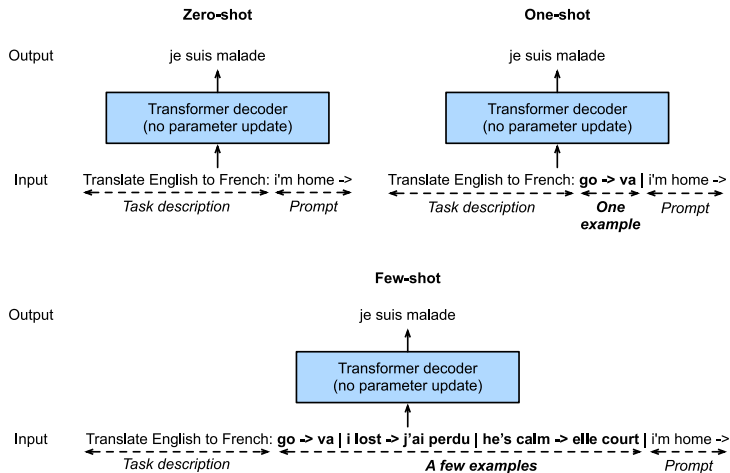 Zero-shot
One-shot
Output
je suis malade
je suis malade
Transformer decoder
(no parameter update)
Transformer decoder
(no parameter update)
Input
Translate English to French: i'm home ->
Translate English to French: go -> va | i'm home ->
Task description
Prompt
Task description
One
example
Prompt
Few-shot
Output
je suis malade
Transformer decoder
(no parameter update)
Input
Translate English to French: go -> va | i lost -> j'ai perdu | he's calm -> elle court | i'm home ->
Task description
A few examples
Prompt